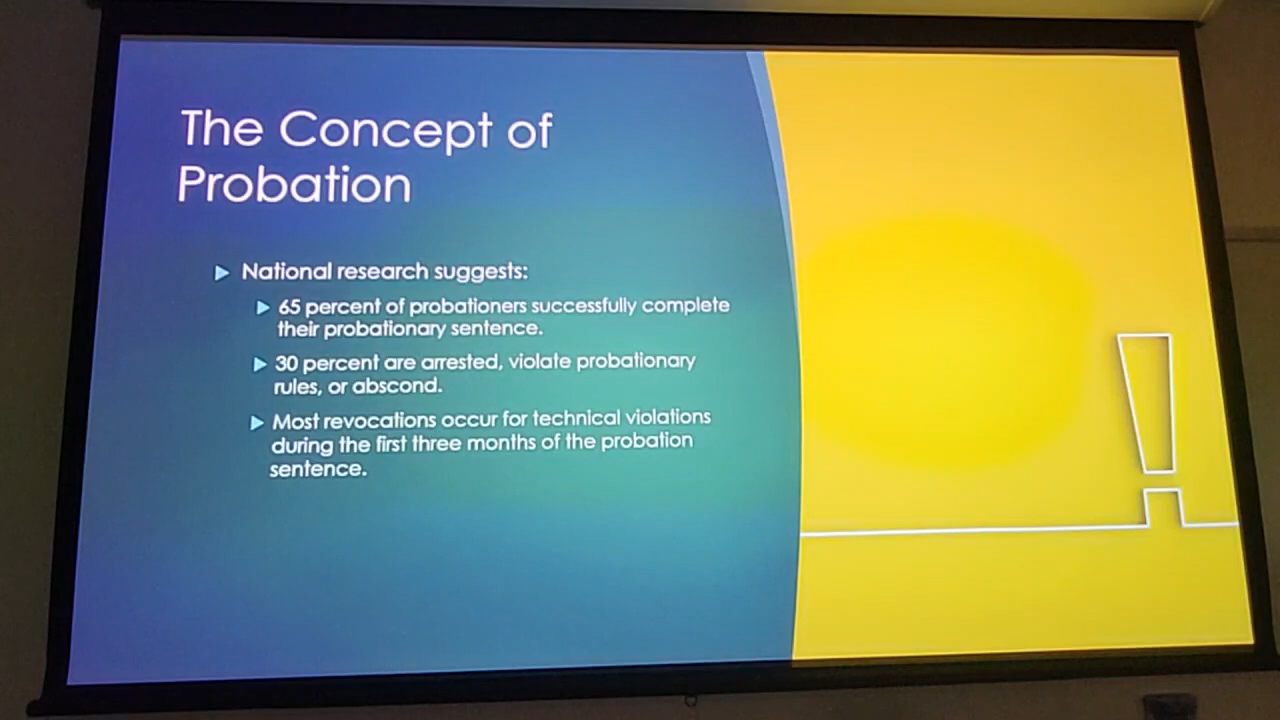 The Concept of
Probation
National research suggests:
65 percent of probationers successfully complete
their probationary sentence.
30 percent are arrested, violate probationary
rules, or abscond.
Most revocations occur for technical violations
during the first three months of the probation
sentence.